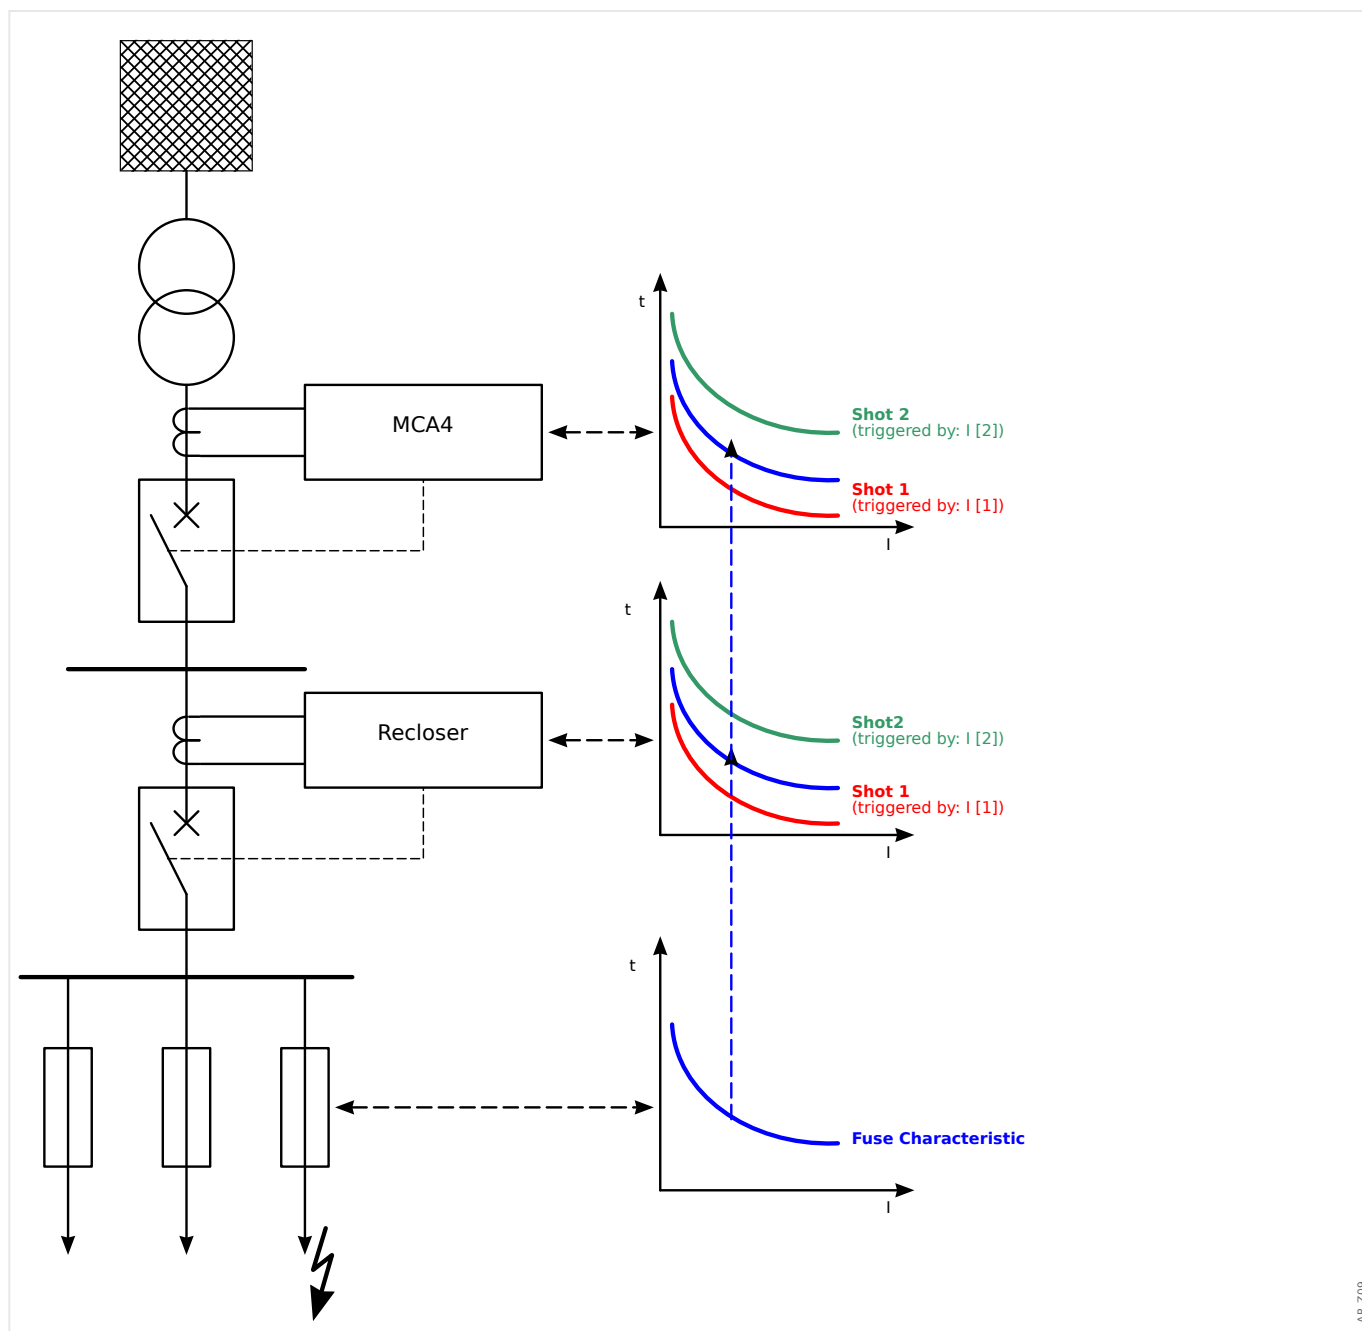 t
MCA4
Shot 2
(triggered by: I [2])
Shot 1
(triggered by: I [1])
I
t
Recloser
Shot2
(triggered by: I [2])
Shot 1
(triggered by: I [1])
I
t
Fuse Characteristic
I